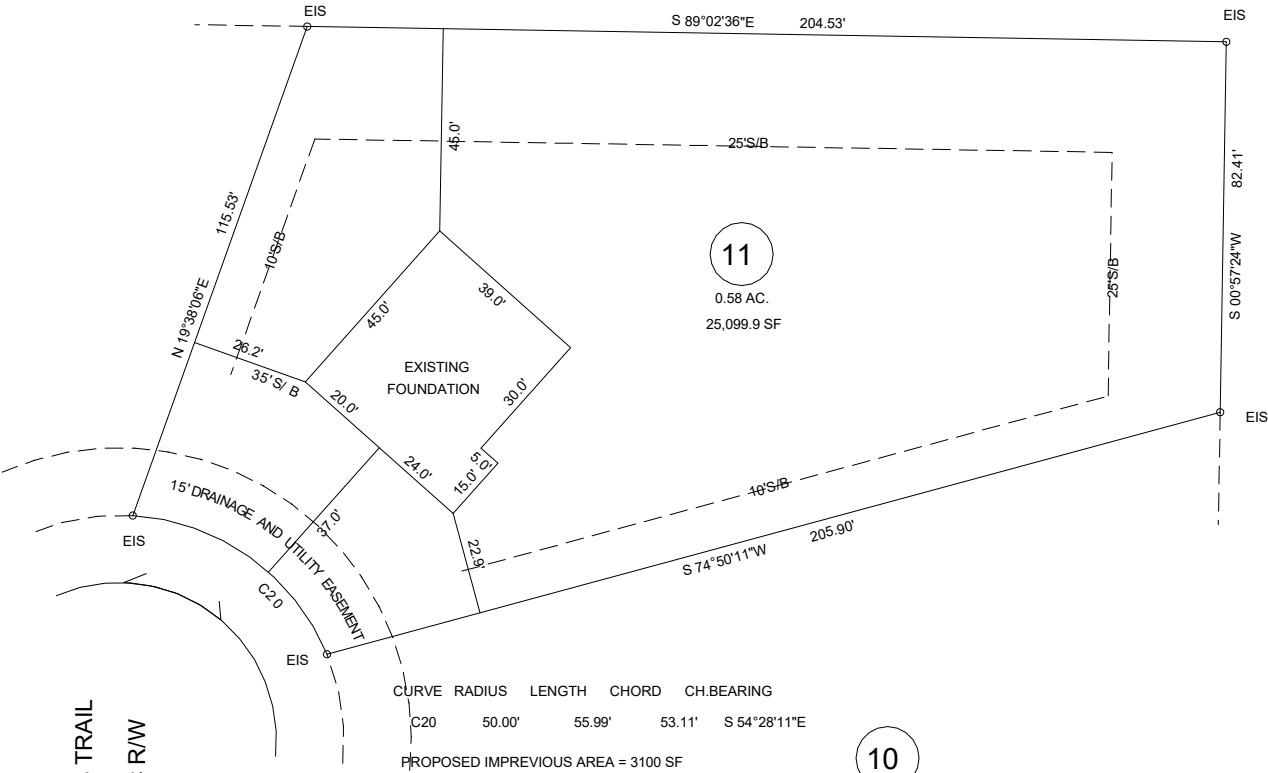 EIS
S 89°02'36"E 204.53'
EIS
45.0'
25'S/B
115.53'
10'S/B
82.41'
11
0.58 AC.
25,099.9 SF
25'S/B
S 00°57'24"W
39.0'
45.0'
N 19°38'06"E
26.2'
35' S/ B
EXISTING
FOUNDATION
20.0'
30.0'
EIS
24.0'
5.0'
15.0'
10'S/B
15' DRAINAGE AND UTILITY EASEMENT
37.0'
205.90'
S 74°50'11"W
EIS
22.9'
C20
EIS
CURVE RADIUS LENGTH CHORD CH.BEARING
C20 50.00' 55.99' 53.11' S 54°28'11"E
PROPOSED IMPREVIOUS AREA = 3100 SF
10
TRAIL
R/W